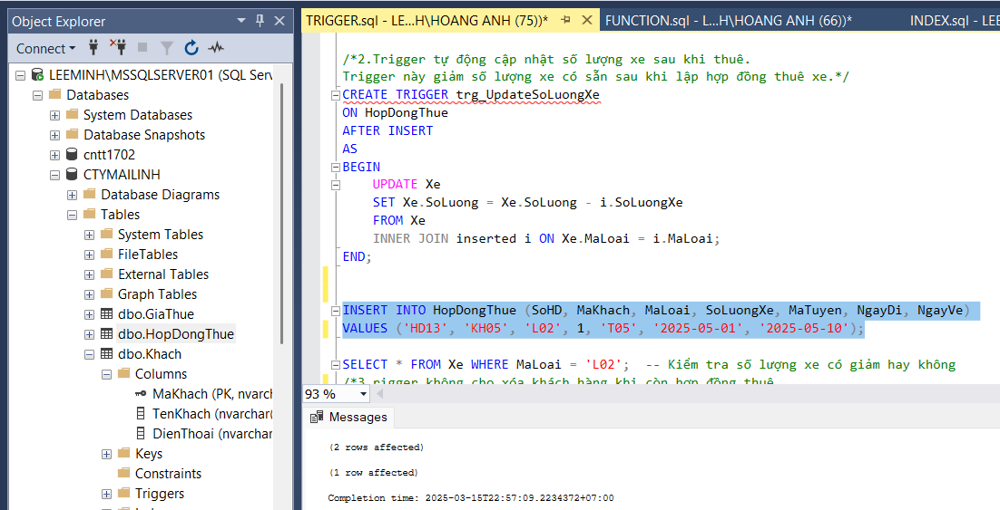 Object Explorer
Connect
LEEMINH\MSSQLSERVER01 (SQL Serv
Databases
System Databases
Database Snapshots
cntt1702
CTYMAILINH
Database Diagrams
Tables
System Tables
FileTables
External Tables
Graph Tables
dbo.GiaThue
dbo.HopDongThue
dbo.Khach
Columns
MaKhach (PK, nvarch
TenKhach (nvarchar(
DienThoai (nvarchar
Keys
Constraints
Triggers
TRIGGER.sql - LE...H\HOANG ANH (75))*
FUNCTION.sql - L...H\HOANG ANH (66))*
INDEX.sql - LEE
/*2.Trigger tự động cập nhật số lượng xe sau khi thuê.
Trigger này giảm số lượng xe có sẵn sau khi lập hợp đồng thuê xe.*/
CREATE TRIGGER trg_UpdateSoLuongXe
ON HopDongThue
AFTER INSERT
AS
BEGIN
UPDATE Xe
SET Xe.SoLuong = Xe.SoLuong - i.SoLuongXe
FROM Xe
INNER JOIN inserted i ON Xe.MaLoai = i.MaLoai;
END;
INSERT INTO HopDongThue (SoHD, MaKhach, MaLoai, SoLuongXe, MaTuyen, NgayDi, NgayVe)
VALUES ('HD13', 'KH05', 'L02', 1, 'T05', '2025-05-01', '2025-05-10');
SELECT * FROM Xe WHERE MaLoai = 'L02'; -- Kiểm tra số lượng xe có giảm hay không
/*3.rigger không cho xóa khách hàng khi còn hợp đồng thuê
93 %
Messages
(2 rows affected)
(1 row affected)
Completion time: 2025-03-15T22:57:09.2234372+07:00